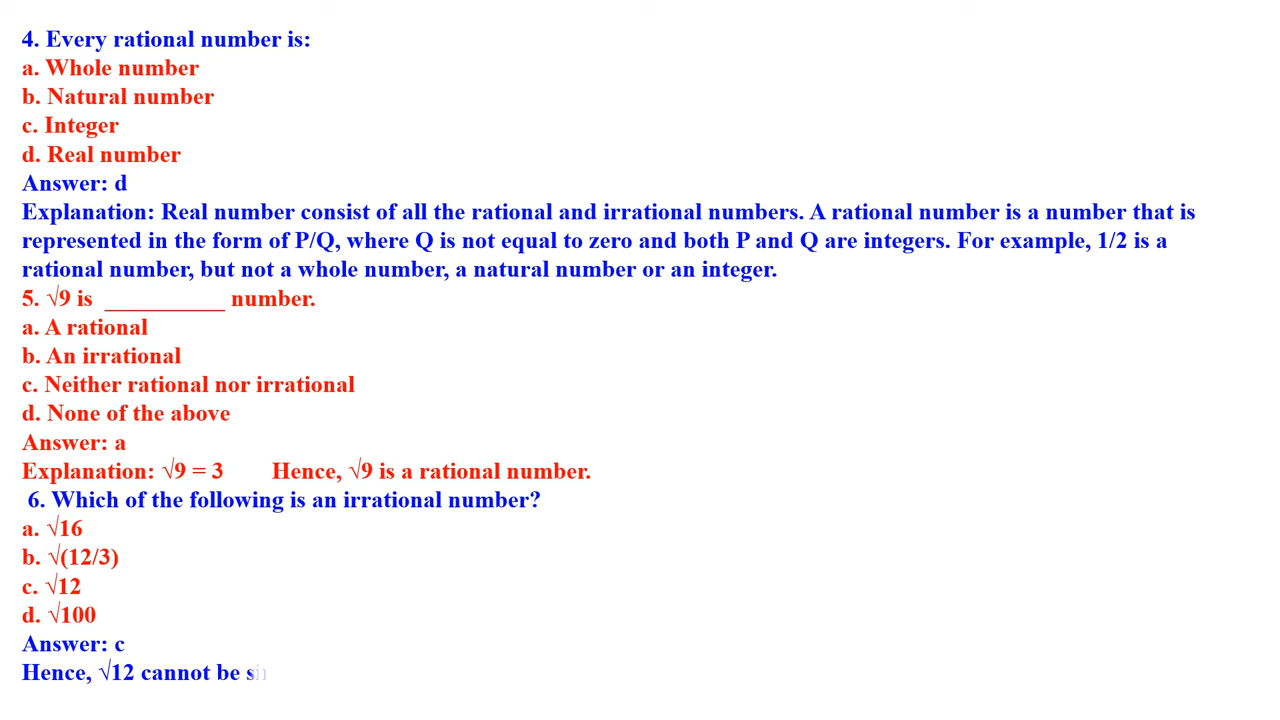 4. Every rational number is:
a. Whole number
b. Natural number
c. Integer
d. Real number
Answer: d
Explanation: Real number consist of all the rational and irrational numbers. A rational number is a number that is
represented in the form of P/Q, where Q is not equal to zero and both P and Q are integers. For example, 1/2 is a
rational number, but not a whole number, a natural number or an integer.
5. √9 is __________ number.
a. A rational
b. An irrational
c. Neither rational nor irrational
d. None of the above
Answer: a
Explanation: √9 = 3 Hence, √9 is a rational number.
6. Which of the following is an irrational number?
a. √16
b. √(12/3)
c. √12
d. √100
Answer: c
Hence, √12 cannot be